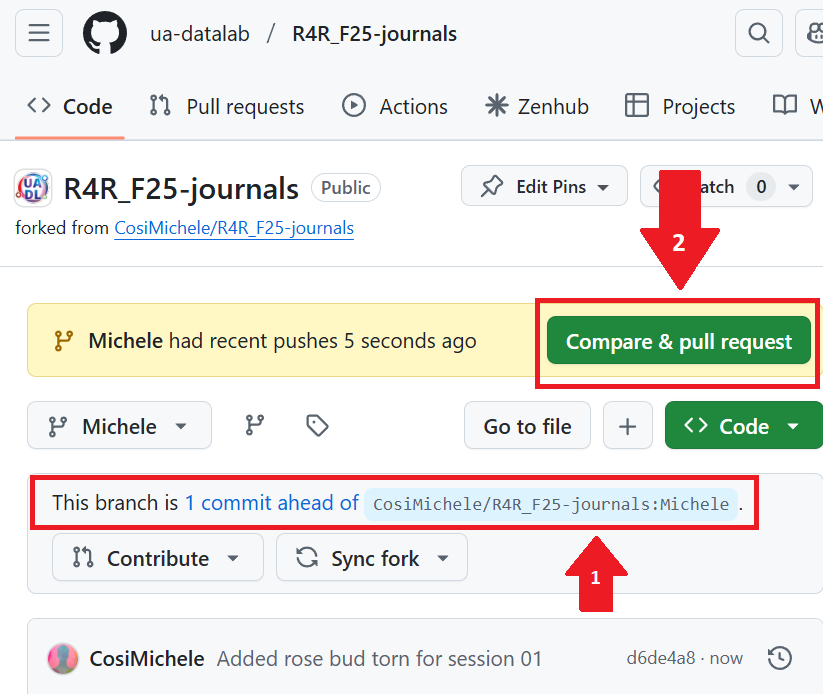 ua-datalab / R4R_F25-journals
Code Pull requests Actions Zenhub Projects
UA DL R4R_F25-journals Public Edit Pins 0
forked from CosiMichele/R4R_F25-journals
2
Michele had recent pushes 5 seconds ago Compare & pull request
Michele Go to file Code
This branch is 1 commit ahead of CosiMichele/R4R_F25-journals:Michele .
Contribute Sync fork
1
CosiMichele Added rose bud torn for session 01 d6de4a8 · now